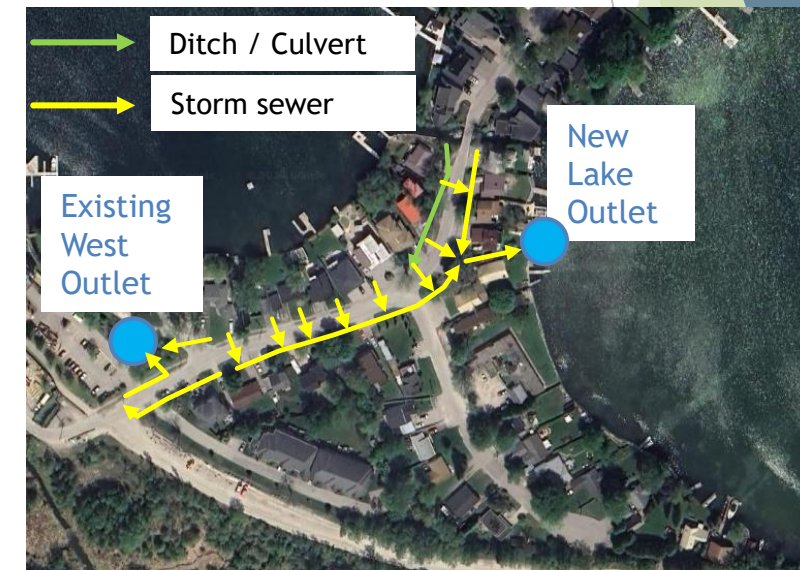 Ditch / Culvert
Storm sewer
New
Lake
Outlet
Existing
West
Outlet